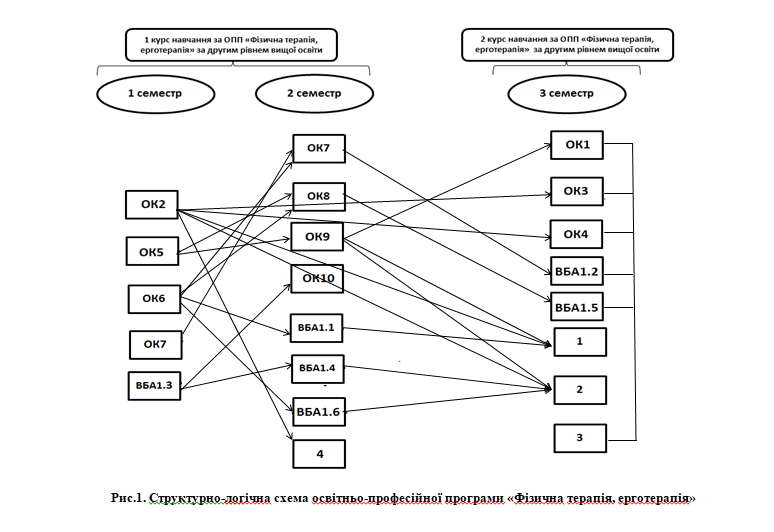 1 курс навчання за ОПП «Фізична терапія,
ерготерапія» за другим рівнем вищої освіти
2 курс навчання за ОПП «Фізична терапія,
ерготерапія» за другим рівнем вищої освіти
1 семестр
2 семестр
3 семестр
ОК2
ОК5
ОК6
ОК7
ВБА1.3
ОК7
ОК8
ОК9
ОК10
ВБА1.1
ВБА1.4
ВБА1.6
4
ОК1
ОК3
ОК4
ВБА1.2
ВБА1.5
1
2
3
Рис.1. Структурно-логічна схема освітньо-професійної програми «Фізична терапія, ерготерапія»